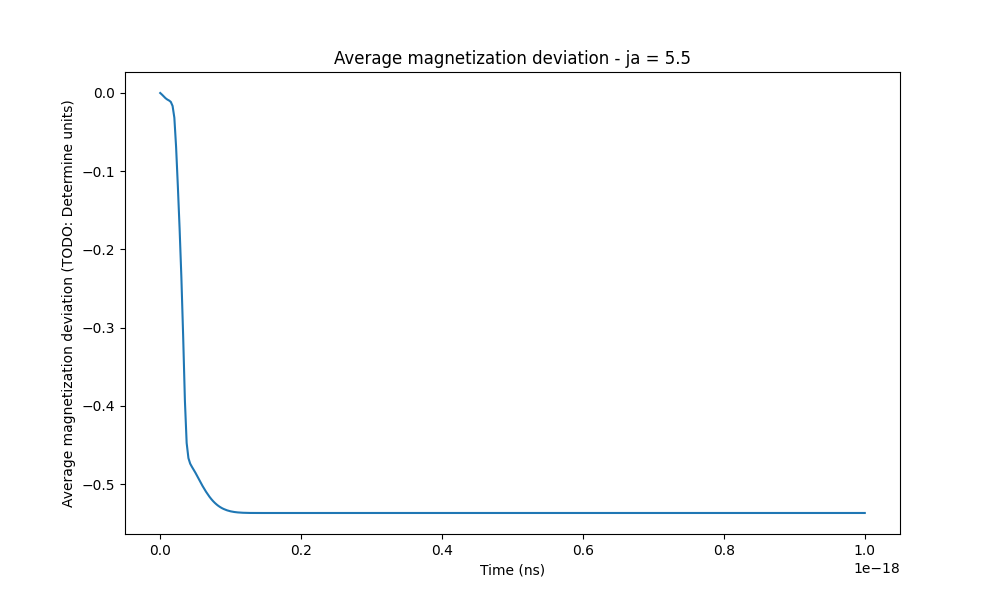 Average magnetization deviation - ja = 5.5
Average magnetization deviation (TODO: Determine units)
0.0
−0.1
−0.2
−0.3
−0.4
−0.5
0.0 0.2 0.4 0.6 0.8 1.0
1e−18
Time (ns)